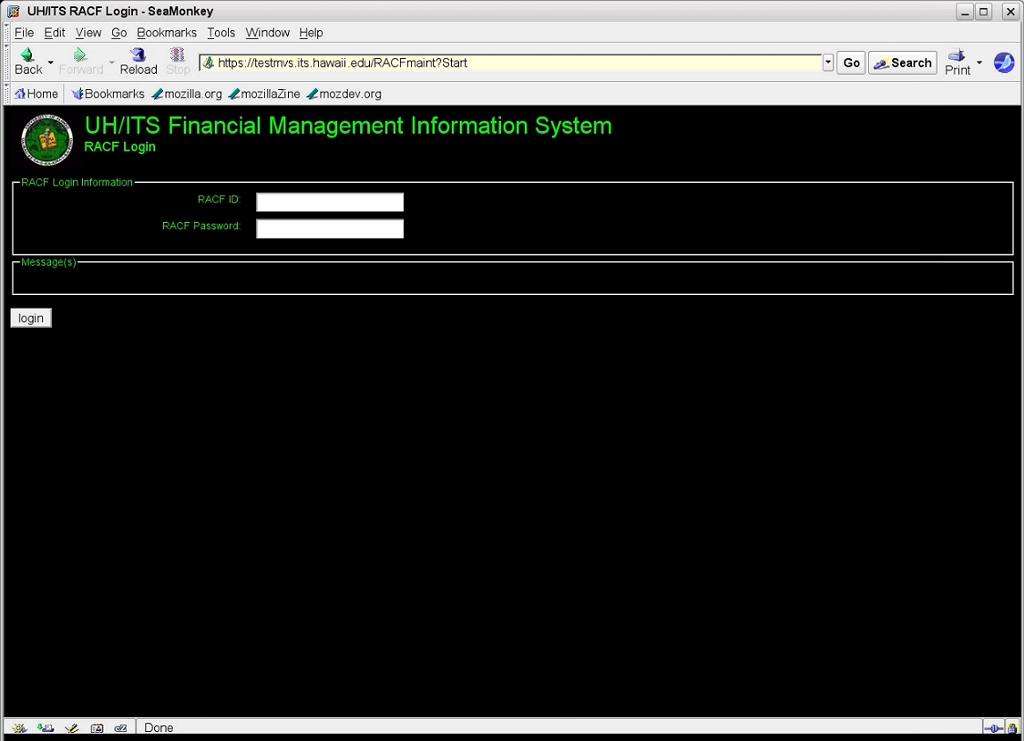 UH/ITS RACF Login - SeaMonkey
File Edit View Go Bookmarks Tools Window Help
Back Forward Reload Stop https://testmvs.its.hawaii.edu/RACFmaint?Start Go Search Print
Home Bookmarks mozilla.org mozillaZine mozdev.org
UH/ITS Financial Management Information System
RACF Login
RACF Login Information
RACF ID:
RACF Password:
Message(s)
login
Done